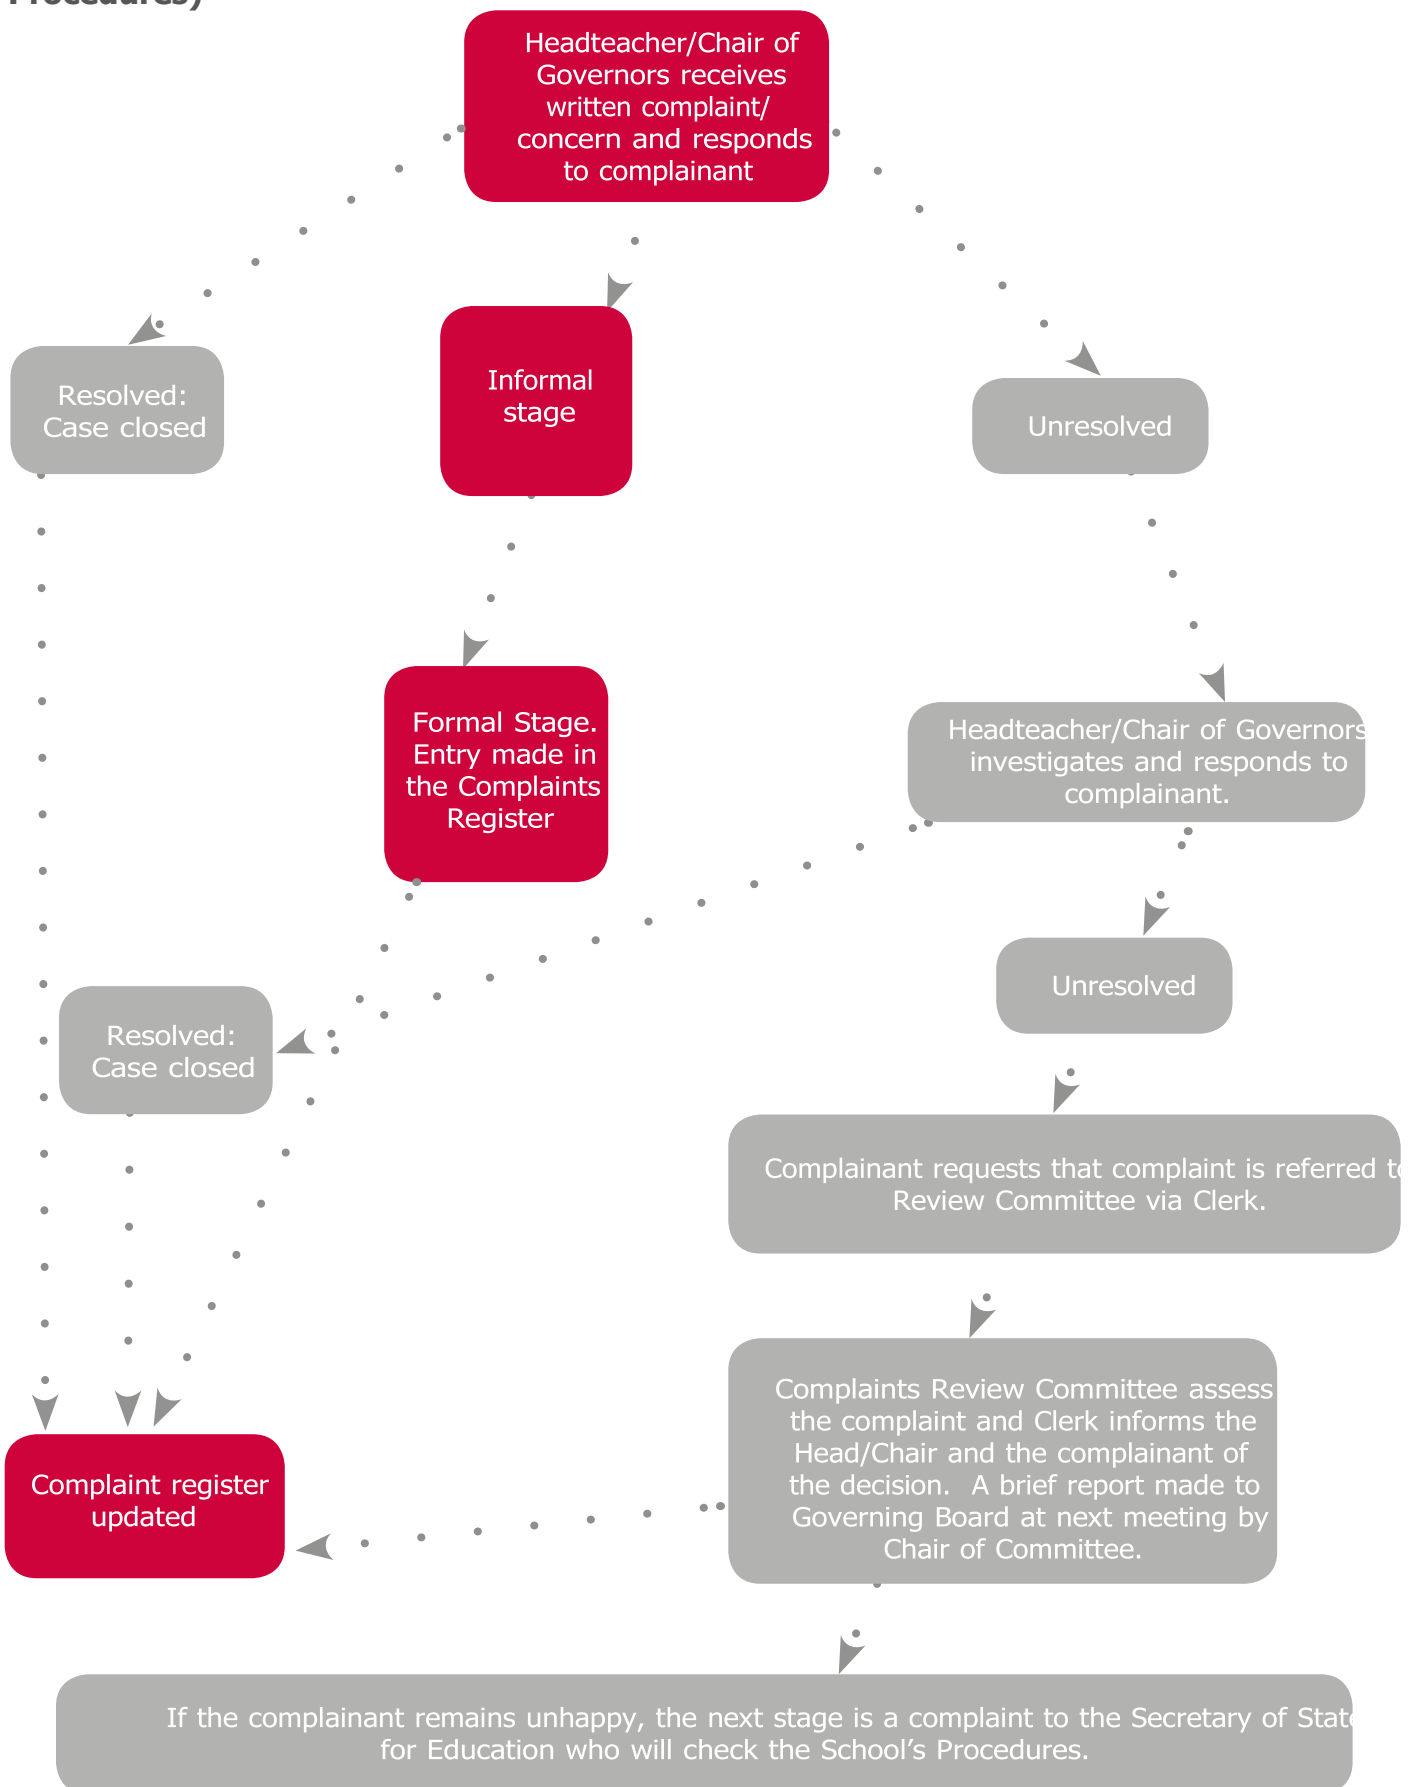 Procedures)
Headteacher/Chair of
Governors receives
written complaint/
concern and responds
to complainant
Resolved:
Case closed
Informal
stage
Unresolved
Formal Stage.
Entry made in
the Complaints
Register
Headteacher/Chair of Governors
investigates and responds to
complainant.
Resolved:
Case closed
Unresolved
Complainant requests that complaint is referred to
Review Committee via Clerk.
Complaints Review Committee assess
the complaint and Clerk informs the
Head/Chair and the complainant of
the decision.  A brief report made to
Governing Board at next meeting by
Chair of Committee.
Complaint register
updated
If the complainant remains unhappy, the next stage is a complaint to the Secretary of State
for Education who will check the School’s Procedures.